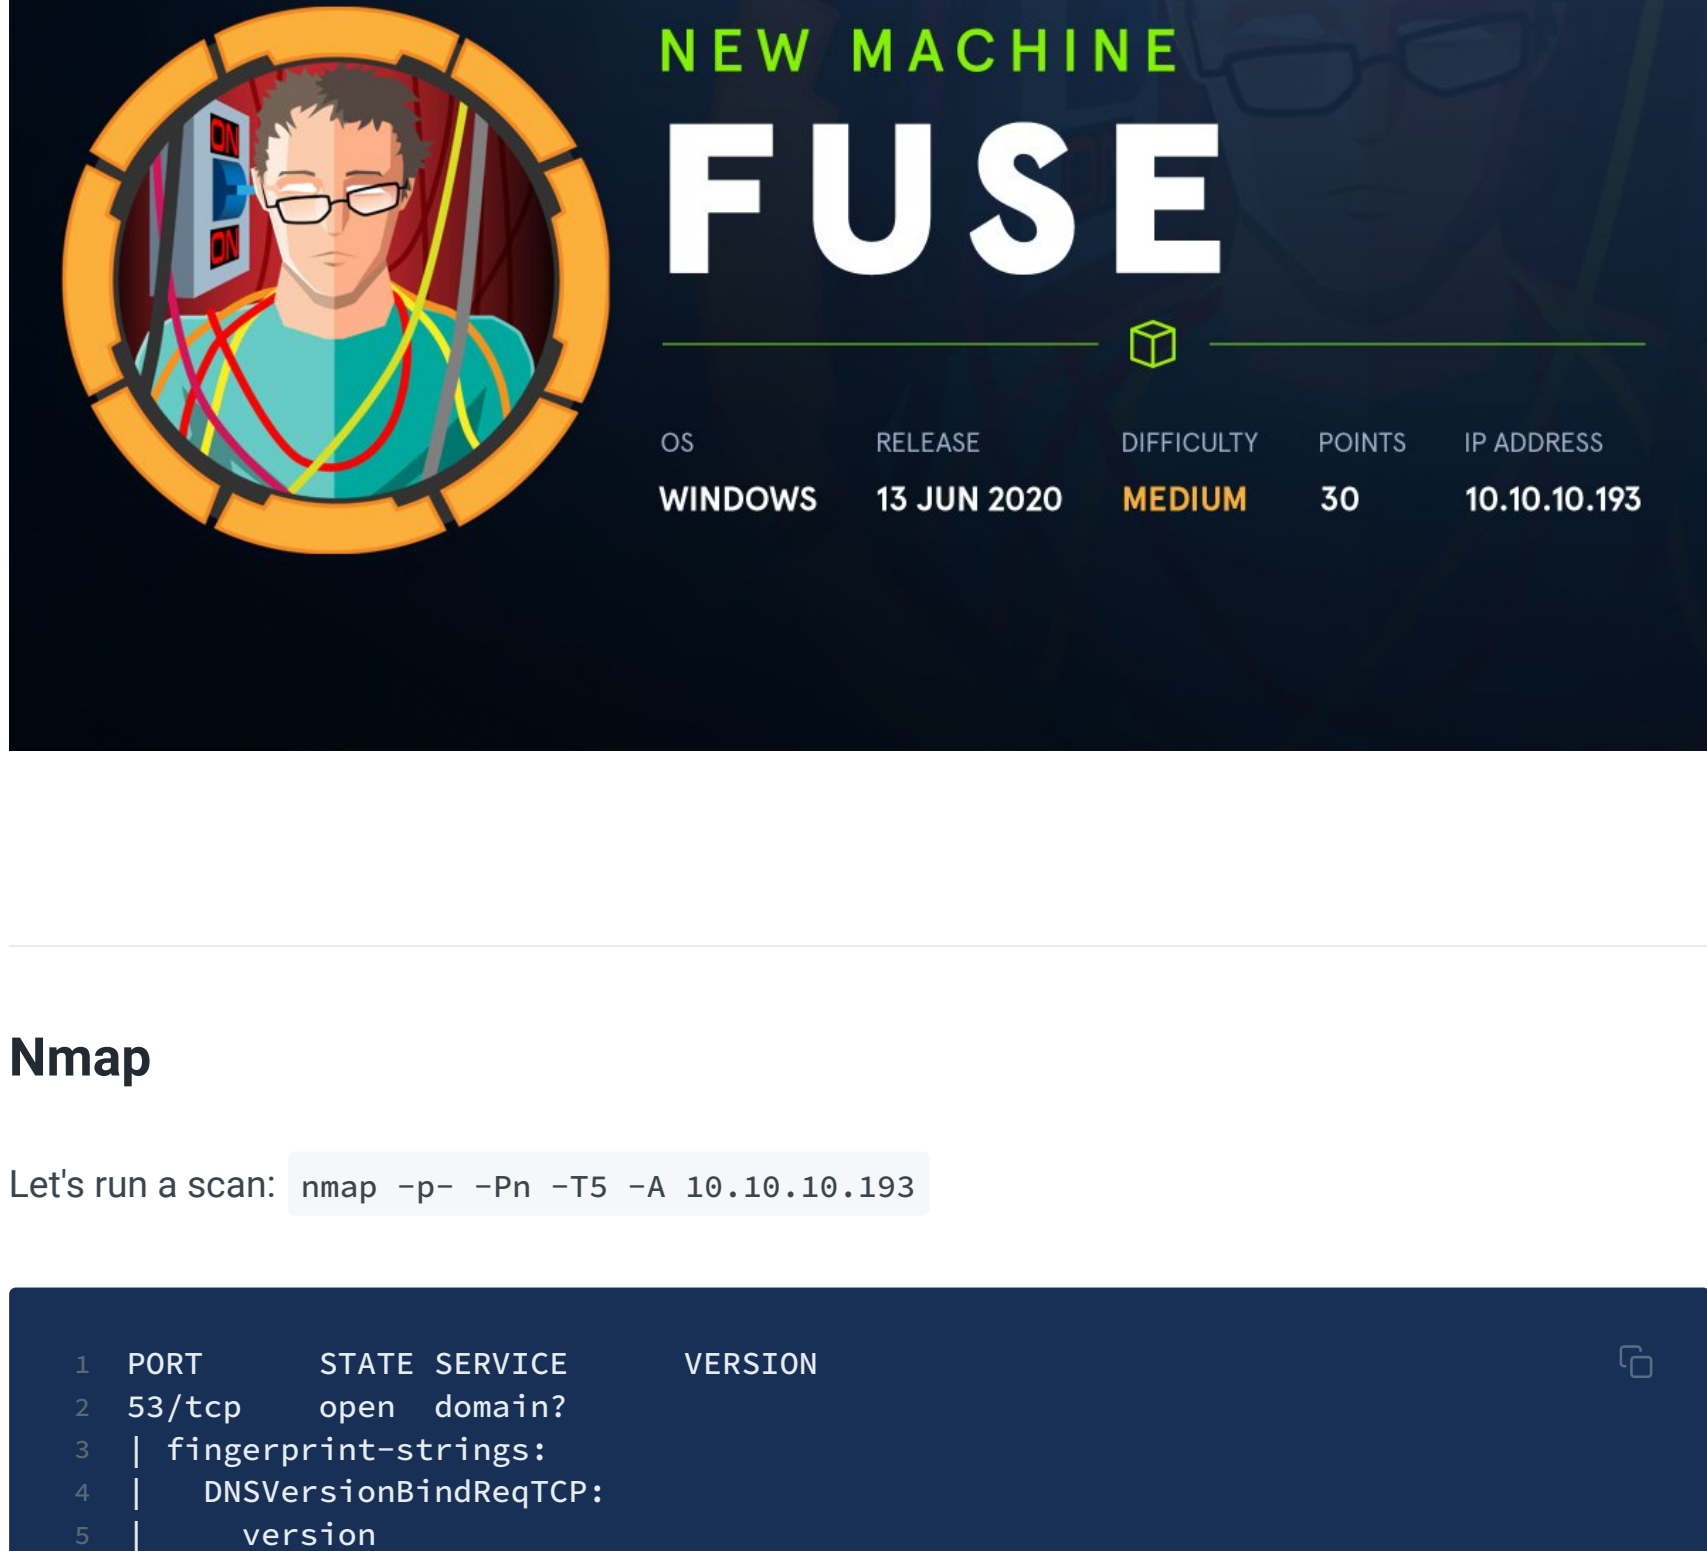 NEW MACHINE
FUSE
ON
ON
OS RELEASE DIFFICULTY POINTS IP ADDRESS
WINDOWS 13 JUN 2020 MEDIUM 30 10.10.10.193
Nmap
Let's run a scan: nmap -p- -Pn -T5 -A 10.10.10.193
1 PORT      STATE SERVICE      VERSION
2 53/tcp    open  domain?
3 | fingerprint-strings:
4 |   DNSVersionBindReqTCP:
5 |     version